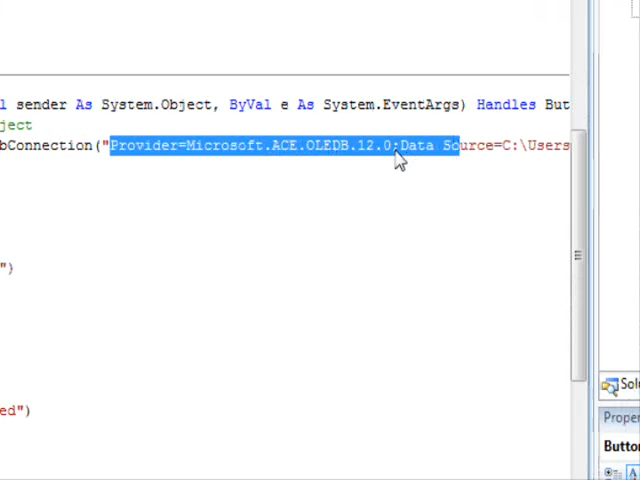 l sender As System.Object, ByVal e As System.EventArgs) Handles But
ject
bConnection("Provider=Microsoft.ACE.OLEDB.12.0;Data Source=C:\Users
")
ed")
Solu
Proper
Button